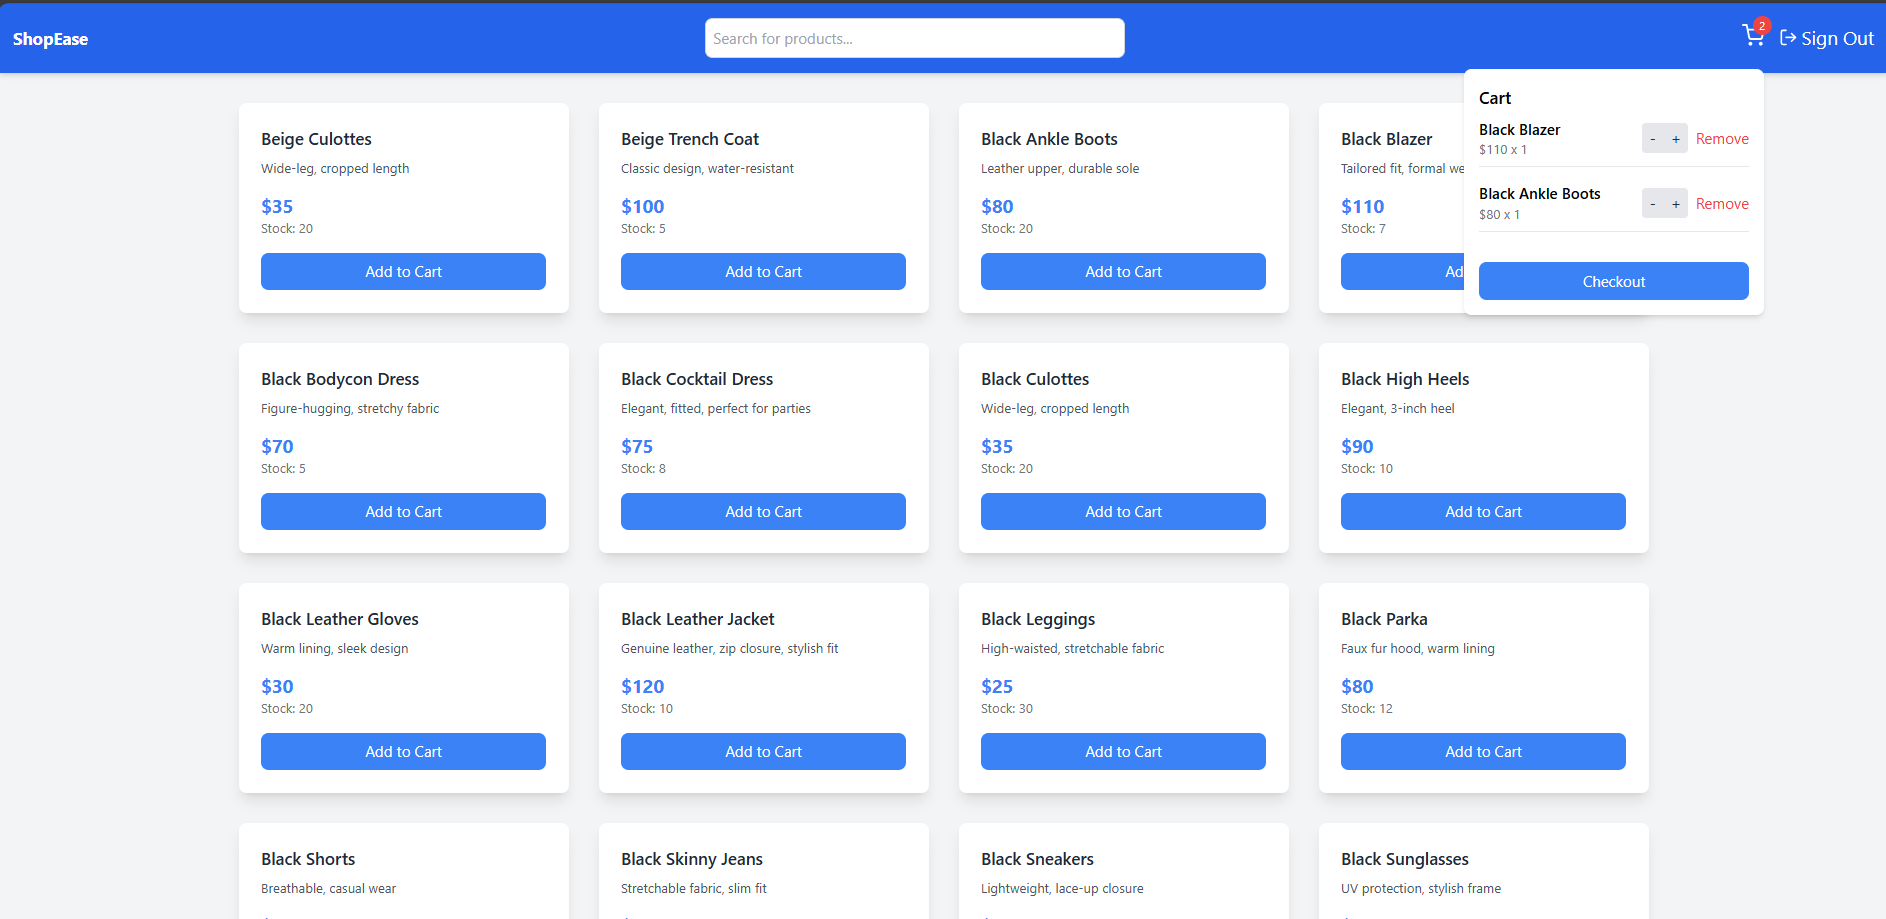 ShopEase
Search for products...
2
Sign Out
Cart
Black Blazer
$110 x 1
- +
Remove
Black Ankle Boots
$80 x 1
- +
Remove
Checkout
Beige Culottes
Wide-leg, cropped length
$35
Stock: 20
Add to Cart
Beige Trench Coat
Classic design, water-resistant
$100
Stock: 5
Add to Cart
Black Ankle Boots
Leather upper, durable sole
$80
Stock: 20
Add to Cart
Black Blazer
Tailored fit, formal we
$110
Stock: 7
Ad
Black Bodycon Dress
Figure-hugging, stretchy fabric
$70
Stock: 5
Add to Cart
Black Cocktail Dress
Elegant, fitted, perfect for parties
$75
Stock: 8
Add to Cart
Black Culottes
Wide-leg, cropped length
$35
Stock: 20
Add to Cart
Black High Heels
Elegant, 3-inch heel
$90
Stock: 10
Add to Cart
Black Leather Gloves
Warm lining, sleek design
$30
Stock: 20
Add to Cart
Black Leather Jacket
Genuine leather, zip closure, stylish fit
$120
Stock: 10
Add to Cart
Black Leggings
High-waisted, stretchable fabric
$25
Stock: 30
Add to Cart
Black Parka
Faux fur hood, warm lining
$80
Stock: 12
Add to Cart
Black Shorts
Breathable, casual wear
Black Skinny Jeans
Stretchable fabric, slim fit
Black Sneakers
Lightweight, lace-up closure
Black Sunglasses
UV protection, stylish frame